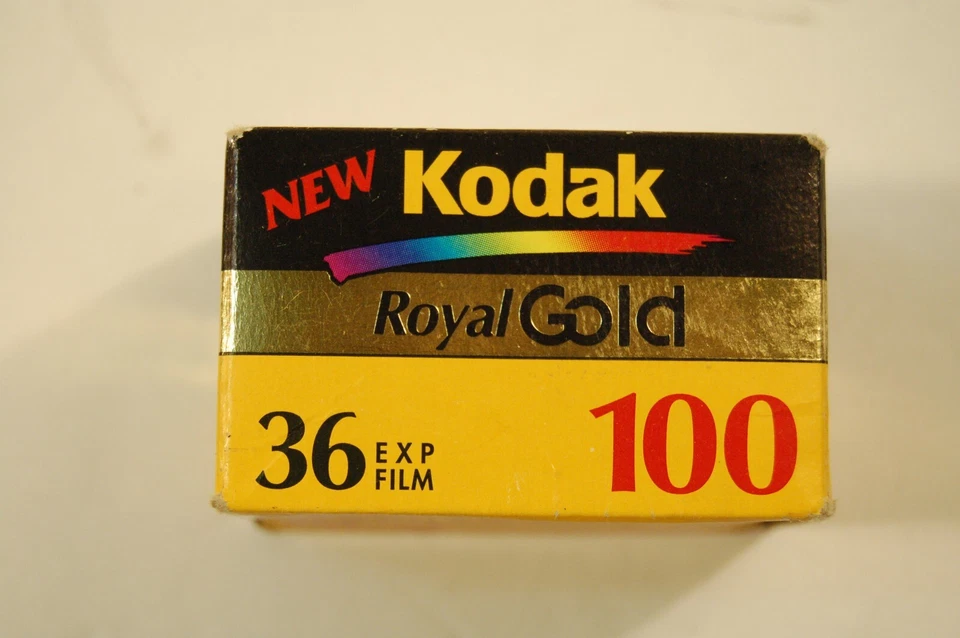 NEW Kodak
Royal Gold
36 EXP FILM 100